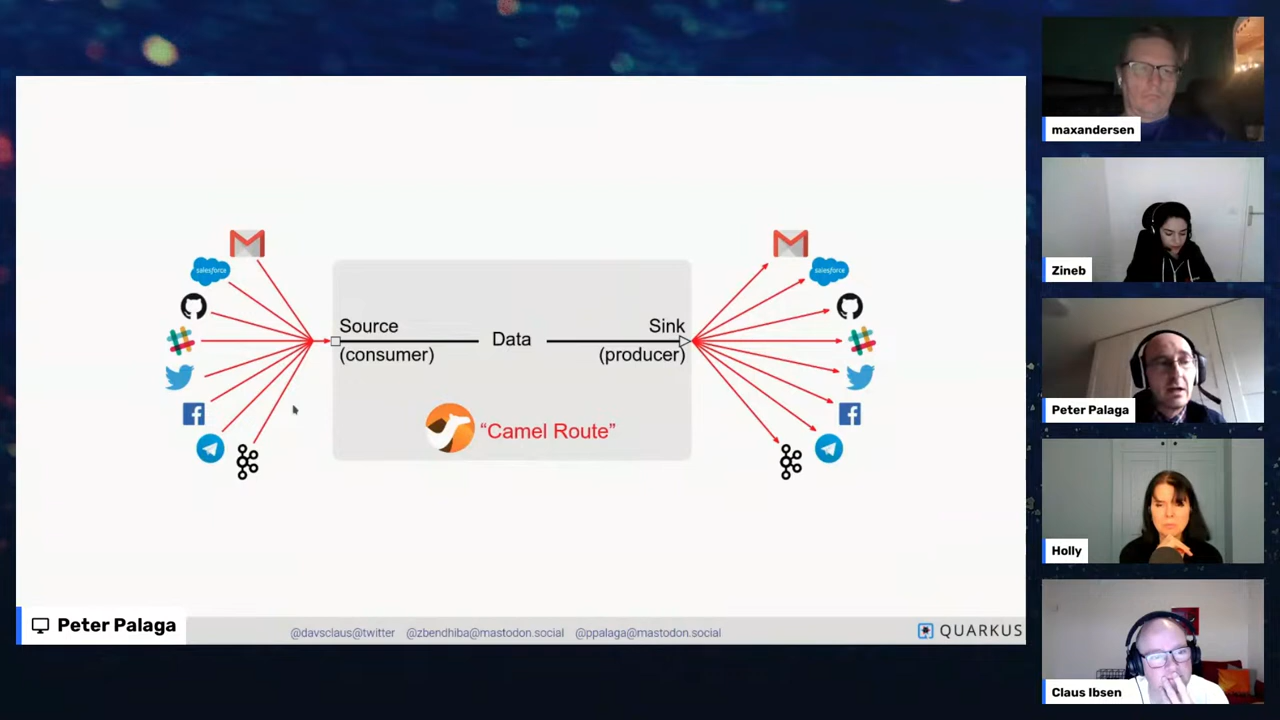 salesforce
salesforce
Source
Sink
Data
(consumer)
(producer)
“Camel Route”
Peter Palaga
@davsclaus@twitter @zbendhiba@mastodon.social @ppalaga@mastodon.social
QUARKUS
maxandersen
Zineb
Peter Palaga
Holly
Claus Ibsen